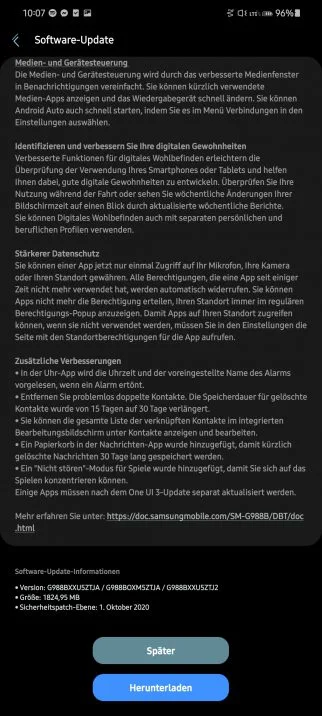 10:07
96%
Software-Update
Medien- und Gerätesteuerung
Die Medien- und Gerätesteuerung wird durch das verbesserte Medienfenster
in Benachrichtigungen vereinfacht. Sie können kürzlich verwendete
Medien-Apps anzeigen und das Wiedergabegerät schnell ändern. Sie können
Android Auto auch schnell starten, indem Sie es im Menü Verbindungen in den
Einstellungen auswählen.
Identifizieren und verbessern Sie Ihre digitalen Gewohnheiten
Verbesserte Funktionen für digitales Wohlbefinden erleichtern die
Überprüfung der Verwendung Ihres Smartphones oder Tablets und helfen
Ihnen dabei, gute digitale Gewohnheiten zu entwickeln. Überprüfen Sie Ihre
Nutzung während der Fahrt oder sehen Sie wöchentliche Änderungen Ihrer
Bildschirmzeit auf einen Blick durch aktualisierte wöchentliche Berichte.
Sie können Digitales Wohlbefinden auch mit separaten persönlichen und
beruflichen Profilen verwenden.
Stärkerer Datenschutz
Sie können einer App jetzt nur einmal Zugriff auf Ihr Mikrofon, Ihre Kamera
oder Ihren Standort gewähren. Alle Berechtigungen, die eine App seit einiger
Zeit nicht mehr verwendet hat, werden automatisch widerrufen. Sie können
Apps nicht mehr die Berechtigung erteilen, Ihren Standort immer im regulären
Berechtigungs-Popup anzuzeigen. Damit Apps auf Ihren Standort zugreifen
können, wenn sie nicht verwendet werden, müssen Sie in den Einstellungen die
Seite mit den Standortberechtigungen für die App aufrufen.
Zusätzliche Verbesserungen
• In der Uhr-App wird die Uhrzeit und der voreingestellte Name des Alarms
vorgelesen, wenn ein Alarm ertönt.
• Entfernen Sie problemlos doppelte Kontakte. Die Speicherdauer für gelöschte
Kontakte wurde von 15 Tagen auf 30 Tage verlängert.
• Sie können die gesamte Liste der verknüpften Kontakte im integrierten
Bearbeitungsbildschirm unter Kontakte anzeigen und bearbeiten.
• Ein Papierkorb in der Nachrichten-App wurde hinzugefügt, damit kürzlich
gelöschte Nachrichten 30 Tage lang gespeichert werden.
• Ein "Nicht stören"-Modus für Spiele wurde hinzugefügt, damit Sie sich auf das
Spielen konzentrieren können.
Einige Apps müssen nach dem One UI 3-Update separat aktualisiert werden.
Mehr erfahren Sie unter: https://doc.samsungmobile.com/SM-G988B/DBT/doc
.html
Software-Update-Informationen
• Version: G988BXXU5ZTJA / G988BOXM5ZTJA / G988BXXU5ZTJ2
• Größe: 1824,95 MB
• Sicherheitspatch-Ebene: 1. Oktober 2020
Später
Herunterladen